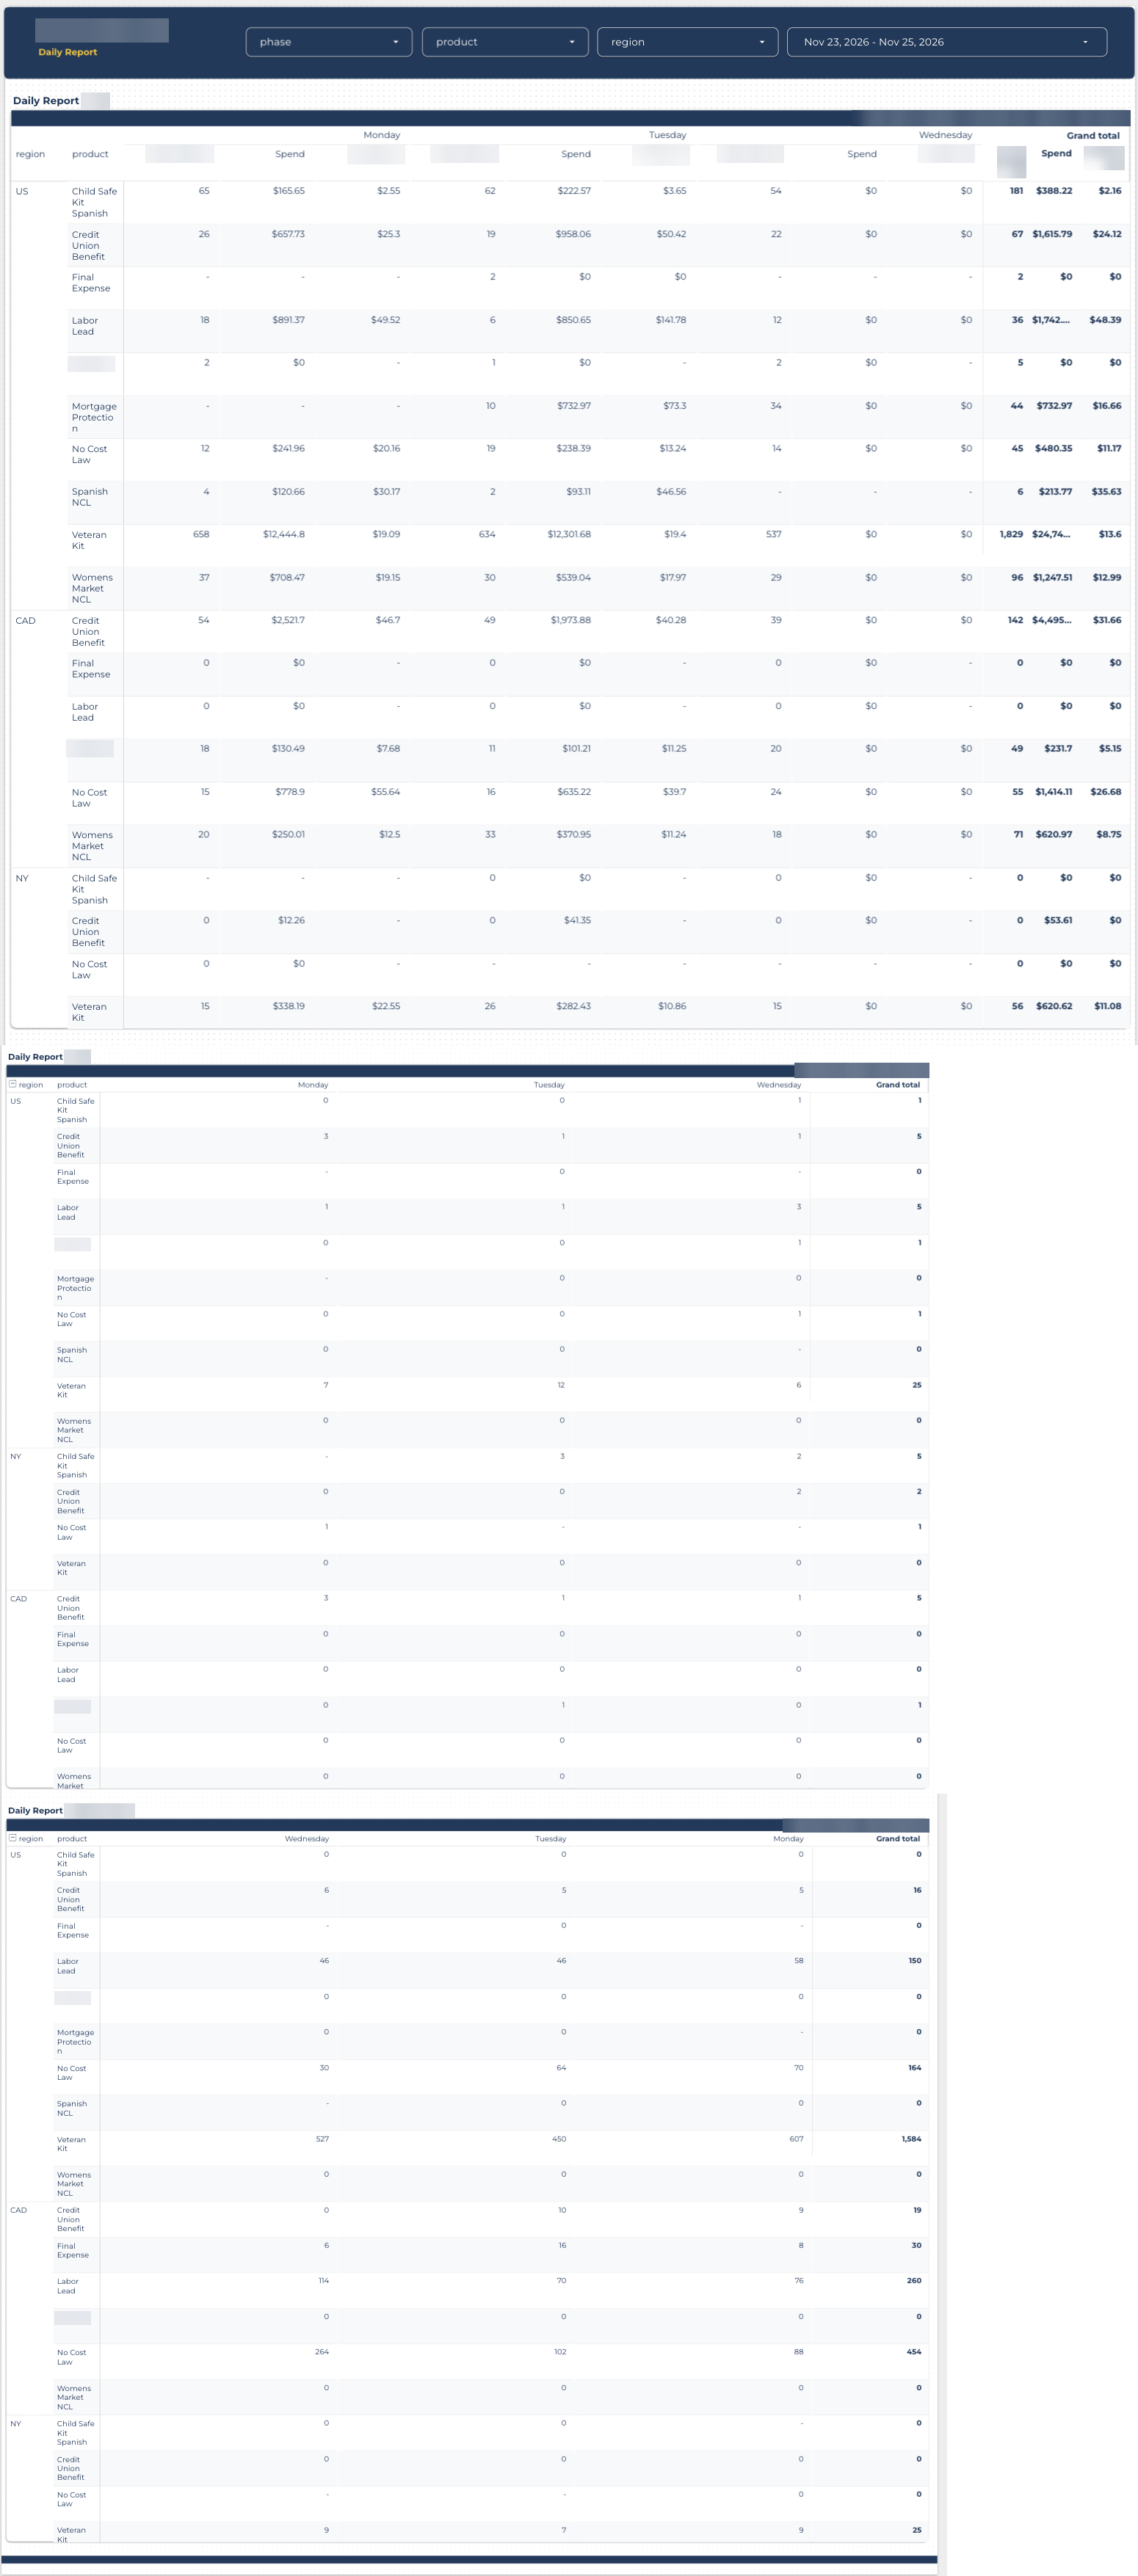 Daily Report
phase product region Nov 23, 2026 - Nov 25, 2026
Daily Report
Monday Tuesday Wednesday Grand total
region product Spend Spend Spend Spend
US Child Safe 65 $165.65 $2.55 62 $222.57 $3.65 54 $0 $0 181 $388.22 $2.16
Kit
Spanish
Credit 26 $657.73 $25.3 19 $958.06 $50.42 22 $0 $0 67 $1,615.79 $24.12
Union
Benefit
Final - - - 2 $0 $0 - - - 2 $0 $0
Expense
Labor 18 $891.37 $49.52 6 $850.65 $141.78 12 $0 $0 36 $1,742.... $48.39
Lead
2 $0 - 1 $0 - 2 $0 - 5 $0 $0
Mortgage - - - 10 $732.97 $73.3 34 $0 $0 44 $732.97 $16.66
Protectio
n
No Cost 12 $241.96 $20.16 19 $238.39 $13.24 14 $0 $0 45 $480.35 $11.17
Law
Spanish 4 $120.66 $30.17 2 $93.11 $46.56 - - - 6 $213.77 $35.63
NCL
Veteran 658 $12,444.8 $19.09 634 $12,301.68 $19.4 537 $0 $0 1,829 $24,74... $13.6
Kit
Womens 37 $708.47 $19.15 30 $539.04 $17.97 29 $0 $0 96 $1,247.51 $12.99
Market
NCL
CAD Credit 54 $2,521.7 $46.7 49 $1,973.88 $40.28 39 $0 $0 142 $4,495... $31.66
Union
Benefit
Final 0 $0 - 0 $0 - 0 $0 - 0 $0 $0
Expense
Labor 0 $0 - 0 $0 - 0 $0 - 0 $0 $0
Lead
18 $130.49 $7.68 11 $101.21 $11.25 20 $0 $0 49 $231.7 $5.15
No Cost 15 $778.9 $55.64 16 $635.22 $39.7 24 $0 $0 55 $1,414.11 $26.68
Law
Womens 20 $250.01 $12.5 33 $370.95 $11.24 18 $0 $0 71 $620.97 $8.75
Market
NCL
NY Child Safe - - - 0 $0 - 0 $0 - 0 $0 $0
Kit
Spanish
Credit 0 $12.26 - 0 $41.35 - 0 $0 - 0 $53.61 $0
Union
Benefit
No Cost 0 $0 - - - - - - - 0 $0 $0
Law
Veteran 15 $338.19 $22.55 26 $282.43 $10.86 15 $0 $0 56 $620.62 $11.08
Kit
Daily Report
region product Monday Tuesday Wednesday Grand total
US Child Safe 0 0 1 1
Kit
Spanish
Credit 3 1 1 5
Union
Benefit
Final - 0 - 0
Expense
Labor 1 1 3 5
Lead
0 0 1 1
Mortgage - 0 0 0
Protectio
n
No Cost 0 0 1 1
Law
Spanish 0 0 - 0
NCL
Veteran 7 12 6 25
Kit
Womens 0 0 0 0
Market
NCL
NY Child Safe - 3 2 5
Kit
Spanish
Credit 0 0 2 2
Union
Benefit
No Cost 1 - - 1
Law
Veteran 0 0 0 0
Kit
CAD Credit 3 1 1 5
Union
Benefit
Final 0 0 0 0
Expense
Labor 0 0 0 0
Lead
0 1 0 1
No Cost 0 0 0 0
Law
Womens 0 0 0 0
Market
Daily Report
region product Wednesday Tuesday Monday Grand total
US Child Safe 0 0 0 0
Kit
Spanish
Credit 6 5 5 16
Union
Benefit
Final - 0 - 0
Expense
Labor 46 46 58 150
Lead
0 0 0 0
Mortgage 0 0 - 0
Protectio
n
No Cost 30 64 70 164
Law
Spanish - 0 0 0
NCL
Veteran 527 450 607 1,584
Kit
Womens 0 0 0 0
Market
NCL
CAD Credit 0 10 9 19
Union
Benefit
Final 6 16 8 30
Expense
Labor 114 70 76 260
Lead
0 0 0 0
No Cost 264 102 88 454
Law
Womens 0 0 0 0
Market
NCL
NY Child Safe 0 0 - 0
Kit
Spanish
Credit 0 0 0 0
Union
Benefit
No Cost - - 0 0
Law
Veteran 9 7 9 25
Kit